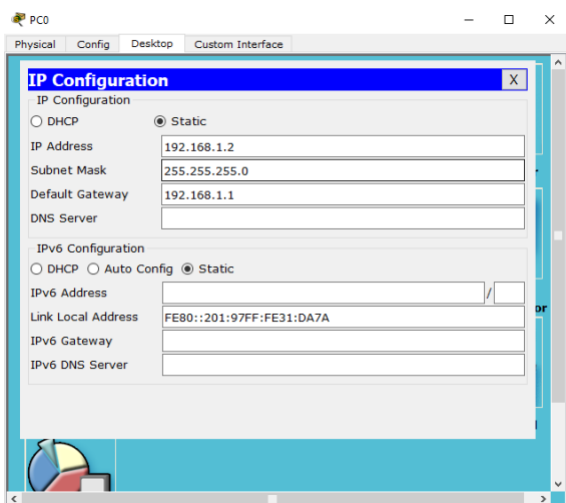 PC0
Physical Config Desktop Custom Interface
IP Configuration X
IP Configuration
DHCP Static
IP Address 192.168.1.2
Subnet Mask 255.255.255.0
Default Gateway 192.168.1.1
DNS Server
IPv6 Configuration
DHCP Auto Config Static
IPv6 Address /
Link Local Address FE80::201:97FF:FE31:DA7A
IPv6 Gateway
IPv6 DNS Server
or